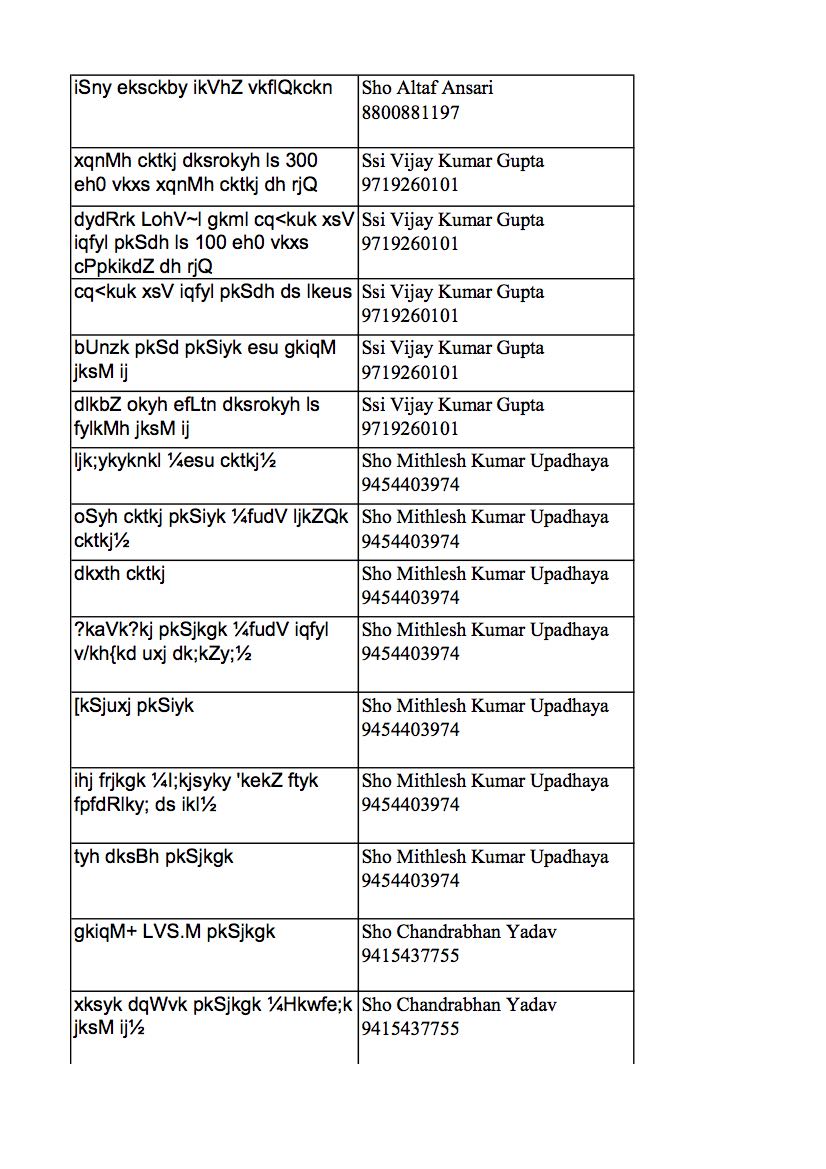 iSny eksckby ikVhZ vkflQkckn
Sho Altaf Ansari
8800881197
xqnMh cktkj dksrokyh ls 300
eh0 vkxs xqnMh cktkj dh rjQ
Ssi Vijay Kumar Gupta
9719260101
dydRrk LohV~l gkml cq<kuk xsV
iqfyl pkSdh ls 100 eh0 vkxs
cPpkikdZ dh rjQ
Ssi Vijay Kumar Gupta
9719260101
cq<kuk xsV iqfyl pkSdh ds lkeus
Ssi Vijay Kumar Gupta
9719260101
bUnzk pkSd pkSiyk esu gkiqM
jksM ij
Ssi Vijay Kumar Gupta
9719260101
dlkbZ okyh efLtn dksrokyh ls
fylkMh jksM ij
Ssi Vijay Kumar Gupta
9719260101
ljk;ykyknkl ¼esu cktkj½
Sho Mithlesh Kumar Upadhaya
9454403974
oSyh cktkj pkSiyk ¼fudV ljkZQk
cktkj½
Sho Mithlesh Kumar Upadhaya
9454403974
dkxth cktkj
Sho Mithlesh Kumar Upadhaya
9454403974
?kaVk?kj pkSjkgk ¼fudV iqfyl
v/kh{kd uxj dk;kZy;½
Sho Mithlesh Kumar Upadhaya
9454403974
[kSjuxj pkSiyk
Sho Mithlesh Kumar Upadhaya
9454403974
ihj frjkgk ¼I;kjsyky 'kekZ ftyk
fpfdRlky; ds ikl½
Sho Mithlesh Kumar Upadhaya
9454403974
tyh dksBh pkSjkgk
Sho Mithlesh Kumar Upadhaya
9454403974
gkiqM+ LVS.M pkSjkgk
Sho Chandrabhan Yadav
9415437755
xksyk dqWvk pkSjkgk ¼Hkwfe;k
jksM ij½
Sho Chandrabhan Yadav
9415437755